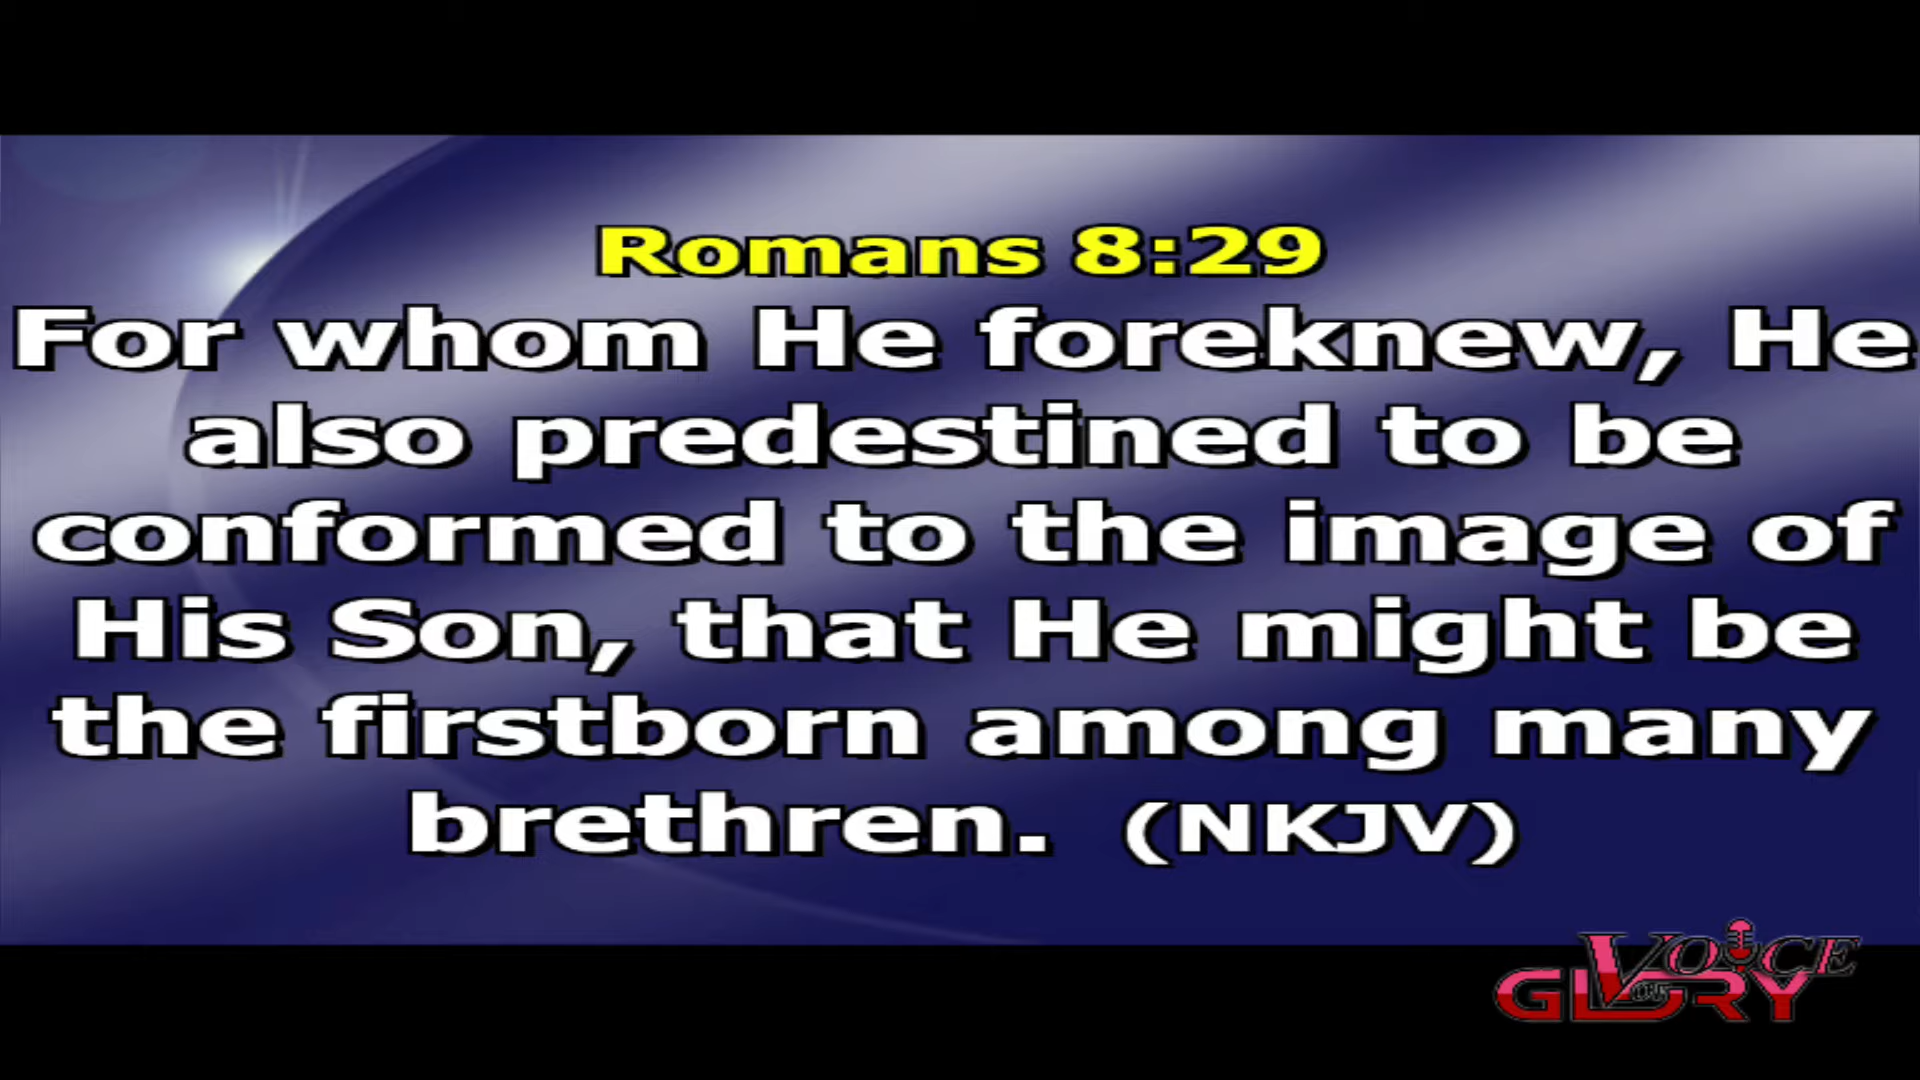 Romans 8:29
For whom He foreknew, He
also predestined to be
conformed to the image of
His Son, that He might be
the firstborn among many
brethren. (NKJV)
VOICE
OF
GLORY